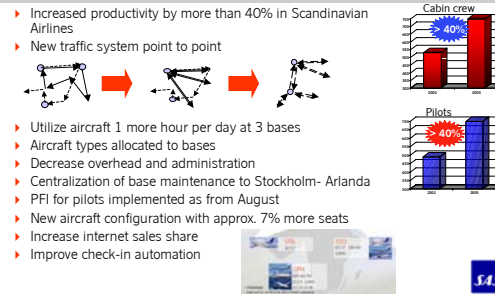 Increased productivity by more than 40% in Scandinavian
Airlines
New traffic system point to point
Utilize aircraft 1 more hour per day at 3 bases
Aircraft types allocated to bases
Decrease overhead and administration
Centralization of base maintenance to Stockholm- Arlanda
PFI for pilots implemented as from August
New aircraft configuration with approx. 7% more seats
Increase internet sales share
Improve check-in automation
Cabin crew
> 40%
Pilots
> 40%